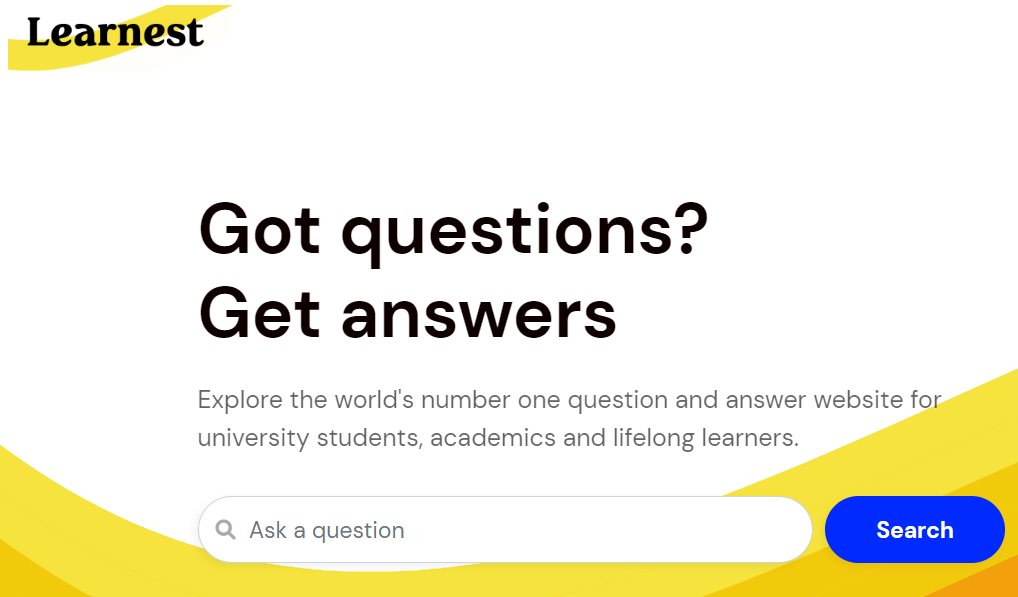 Learnest
Got questions?
Get answers
Explore the world's number one question and answer website for
university students, academics and lifelong learners.
Ask a question
Search